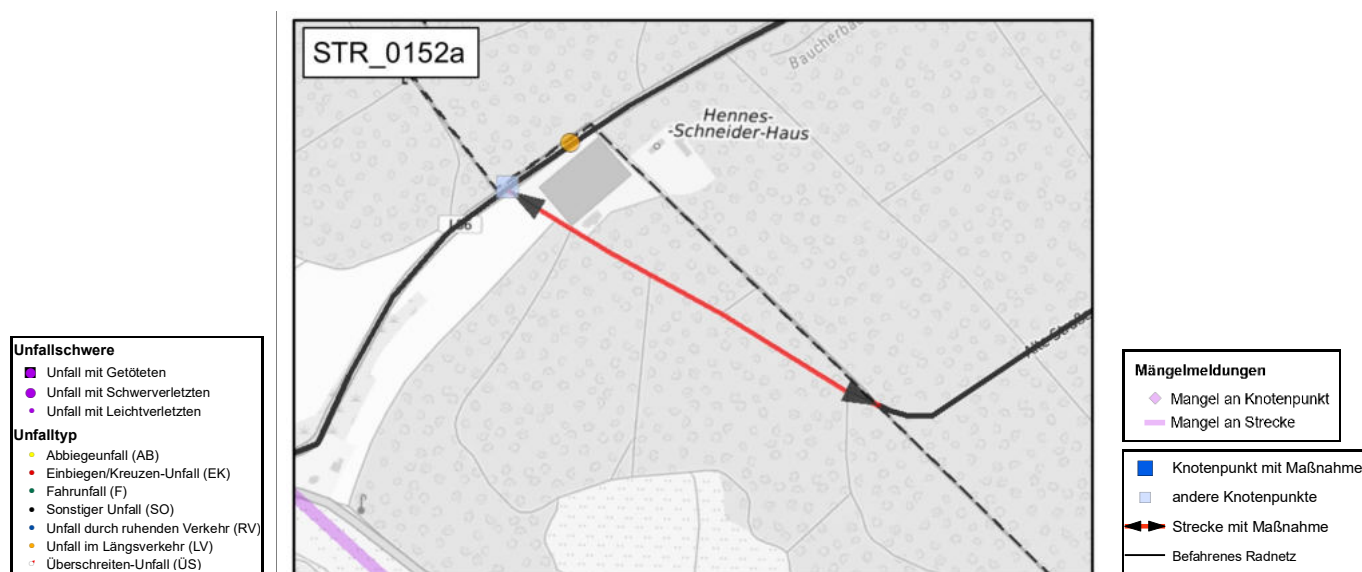 STR_0152a
Hennes-
-Schneider-Haus
Alte Straße
Unfallschwere
Unfall mit Getöteten
Unfall mit Schwerverletzten
Unfall mit Leichtverletzten
Unfalltyp
Abbiegeunfall (AB)
Einbiegen/Kreuzen-Unfall (EK)
Fahrunfall (F)
Sonstiger Unfall (SO)
Unfall durch ruhenden Verkehr (RV)
Unfall im Längsverkehr (LV)
Überschreiten-Unfall (ÜS)
Mängelmeldungen
Mangel an Knotenpunkt
Mangel an Strecke
Knotenpunkt mit Maßnahme
andere Knotenpunkte
Strecke mit Maßnahme
Befahrenes Radnetz